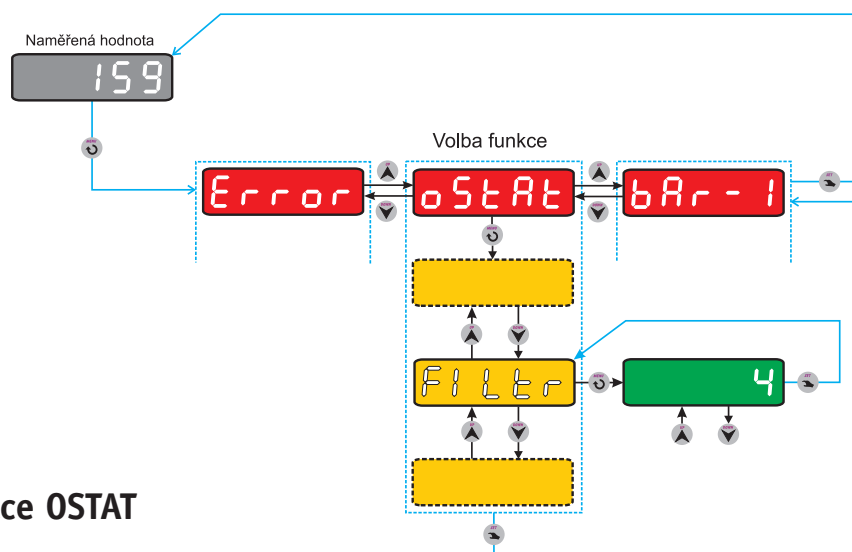 Naměřená hodnota
159
Volba funkce
Error
oStAt
bAr-1
FiLtr
4
ce OSTAT